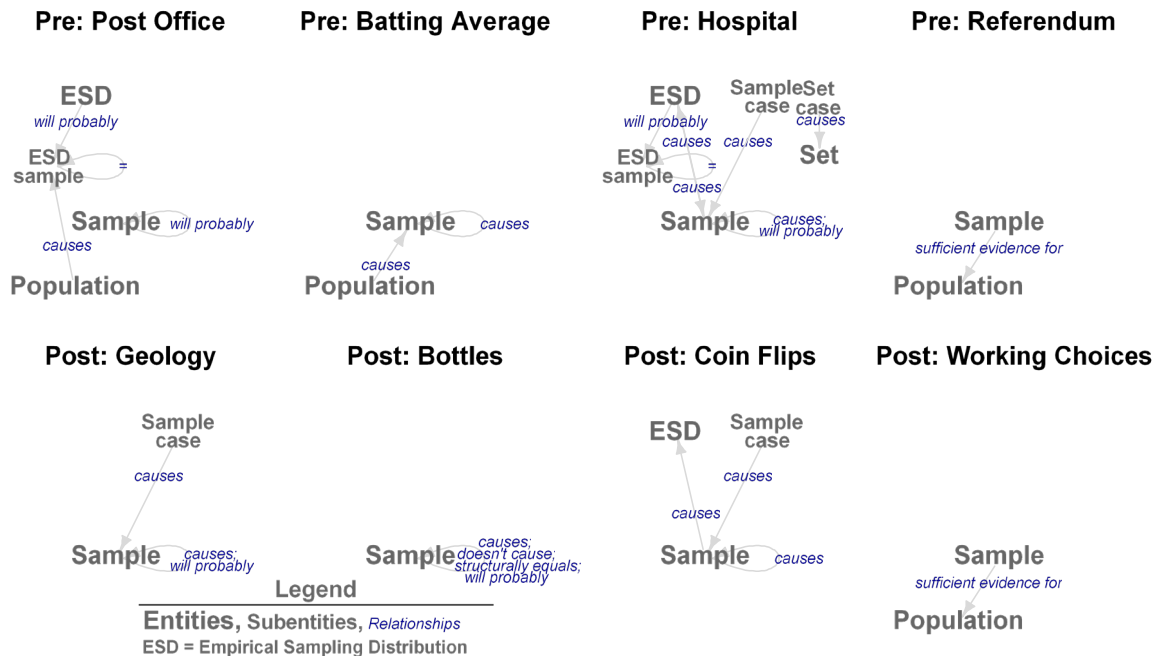 Pre: Post Office
Pre: Batting Average
Pre: Hospital
Pre: Referendum
ESD
will probably
ESD
sample
=
Sample
will probably
causes
Population
Sample
causes
causes
Population
ESD
Sample
case
Set
case
will probably
causes
causes
causes
Set
ESD
sample
=
causes
Sample
causes;
will probably
Sample
sufficient evidence for
Population
Post: Geology
Post: Bottles
Post: Coin Flips
Post: Working Choices
Sample
case
causes
Sample
causes;
will probably
Sample
causes;
doesn't cause;
structurally equals;
will probably
ESD
Sample
case
causes
causes
Sample
causes
Sample
sufficient evidence for
Population
Legend
Entities, Subentities, Relationships
ESD = Empirical Sampling Distribution